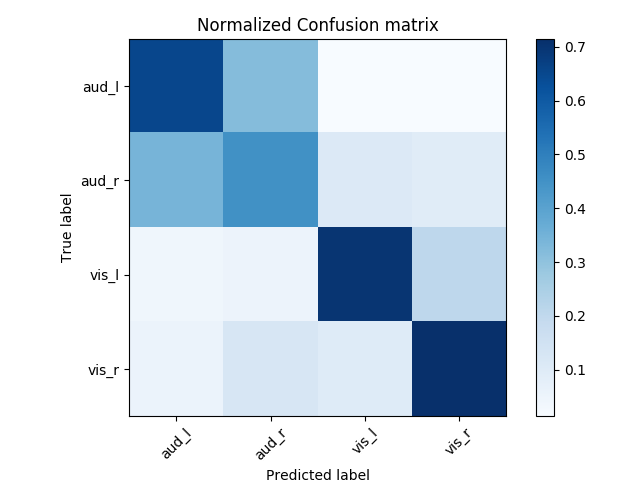 Normalized Confusion matrix
True label
aud_l
aud_r
vis_l
vis_r
aud_l
aud_r
vis_l
vis_r
Predicted label
0.7
0.6
0.5
0.4
0.3
0.2
0.1